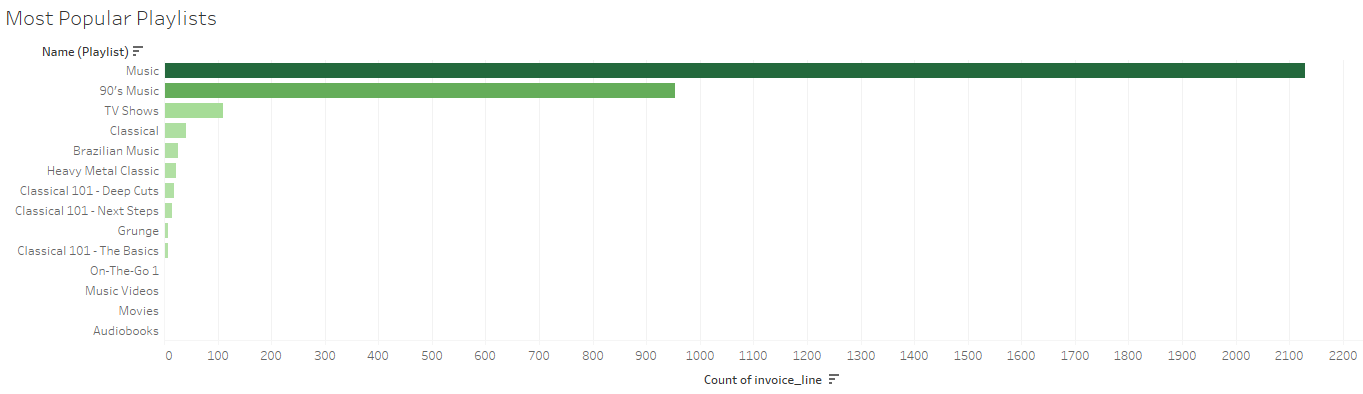 Most Popular Playlists
Name (Playlist)
Music
90's Music
TV Shows
Classical
Brazilian Music
Heavy Metal Classic
Classical 101 - Deep Cuts
Classical 101 - Next Steps
Grunge
Classical 101 - The Basics
On-The-Go 1
Music Videos
Movies
Audiobooks
0 100 200 300 400 500 600 700 800 900 1000 1100 1200 1300 1400 1500 1600 1700 1800 1900 2000 2100 2200
Count of invoice_line